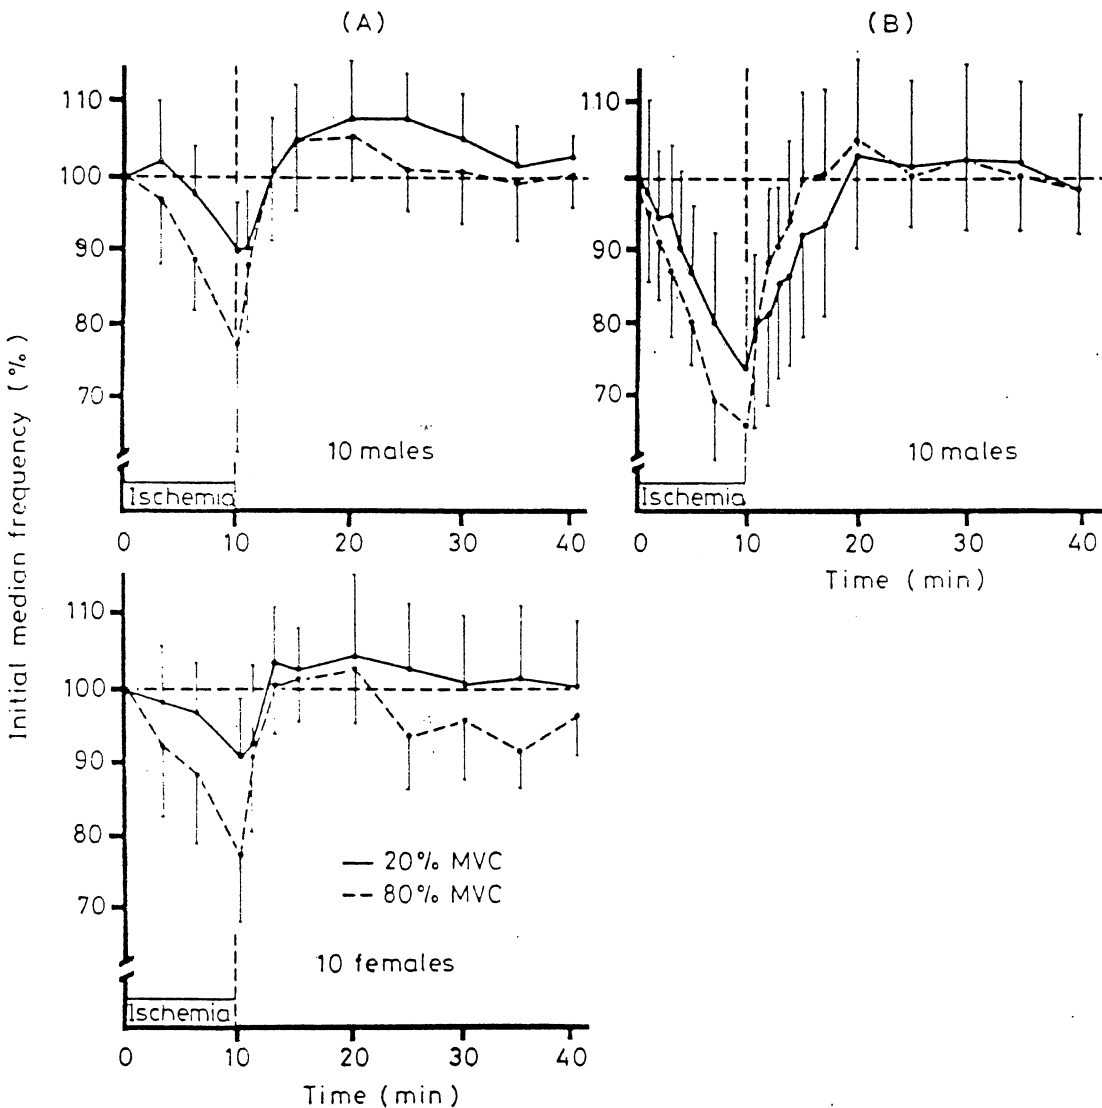 (A)
110
100
90
80
70
10 males
Ischemia
0 10 20 30 40
(B)
110
90
80
70
10 males
Ischemia
0 10 20 30 40
Time (min)
Initial median frequency (%)
110
100
90
80
70
20% MVC
80% MVC
10 females
Ischemia
0 10 20 30 40
Time (min)